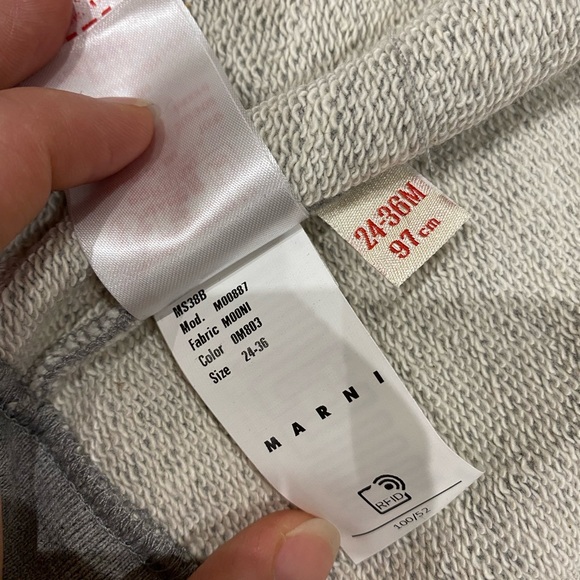 24-36M
97 cm
MS38B
Mod. M00887
Fabric M00NI
Color 0M803
Size 24-36
MARNI
RFID
100/52